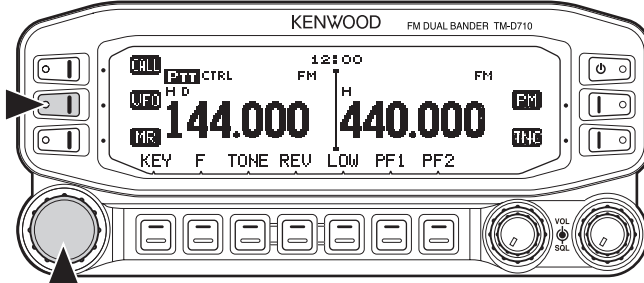 KENWOOD FM DUAL BANDER TM-D710
12:00
CALL PTT CTRL FM FM
VFO H D H PM
144.000 440.000
MR TNC
KEY F TONE REV LOW PF1 PF2
VOL
SQL